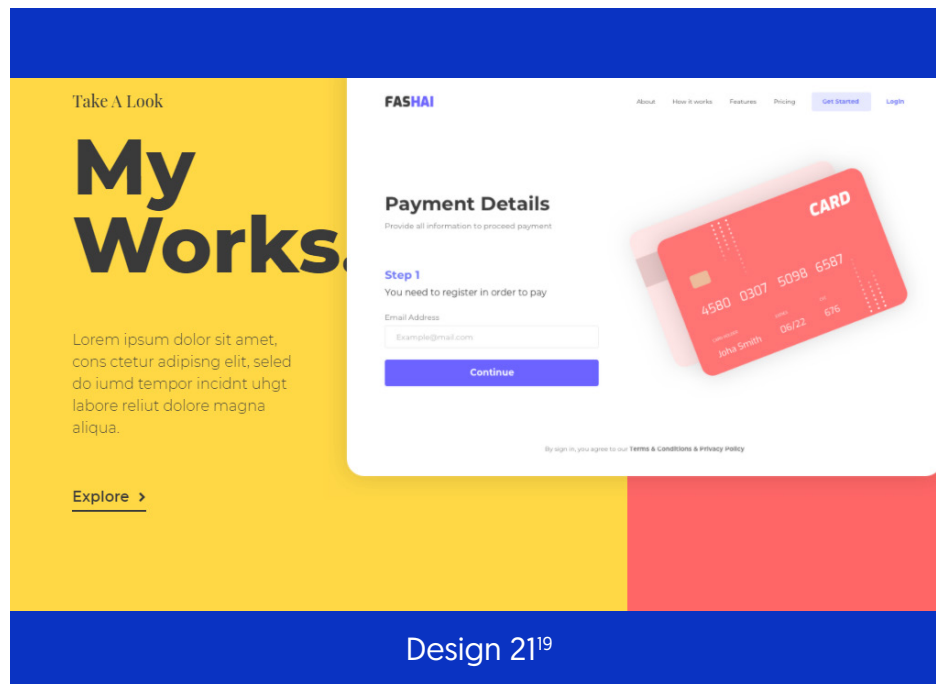 Take A Look
My
Works.
Lorem ipsum dolor sit amet,
cons ctetur adipisng elit, seled
do iumd tempor incidnt uhgt
labore reliut dolore magna
aliqua.
Explore
FASHAI
About How it works Features Pricing Get Started Login
Payment Details
Provide all information to proceed payment
Step 1
You need to register in order to pay
Email Address
Example@mail.com
Continue
CARD
4580 0307 5098 6587
06/22 676
Joha Smith
By sign in, you agree to our Terms & Conditions & Privacy Policy
Design 21¹⁹